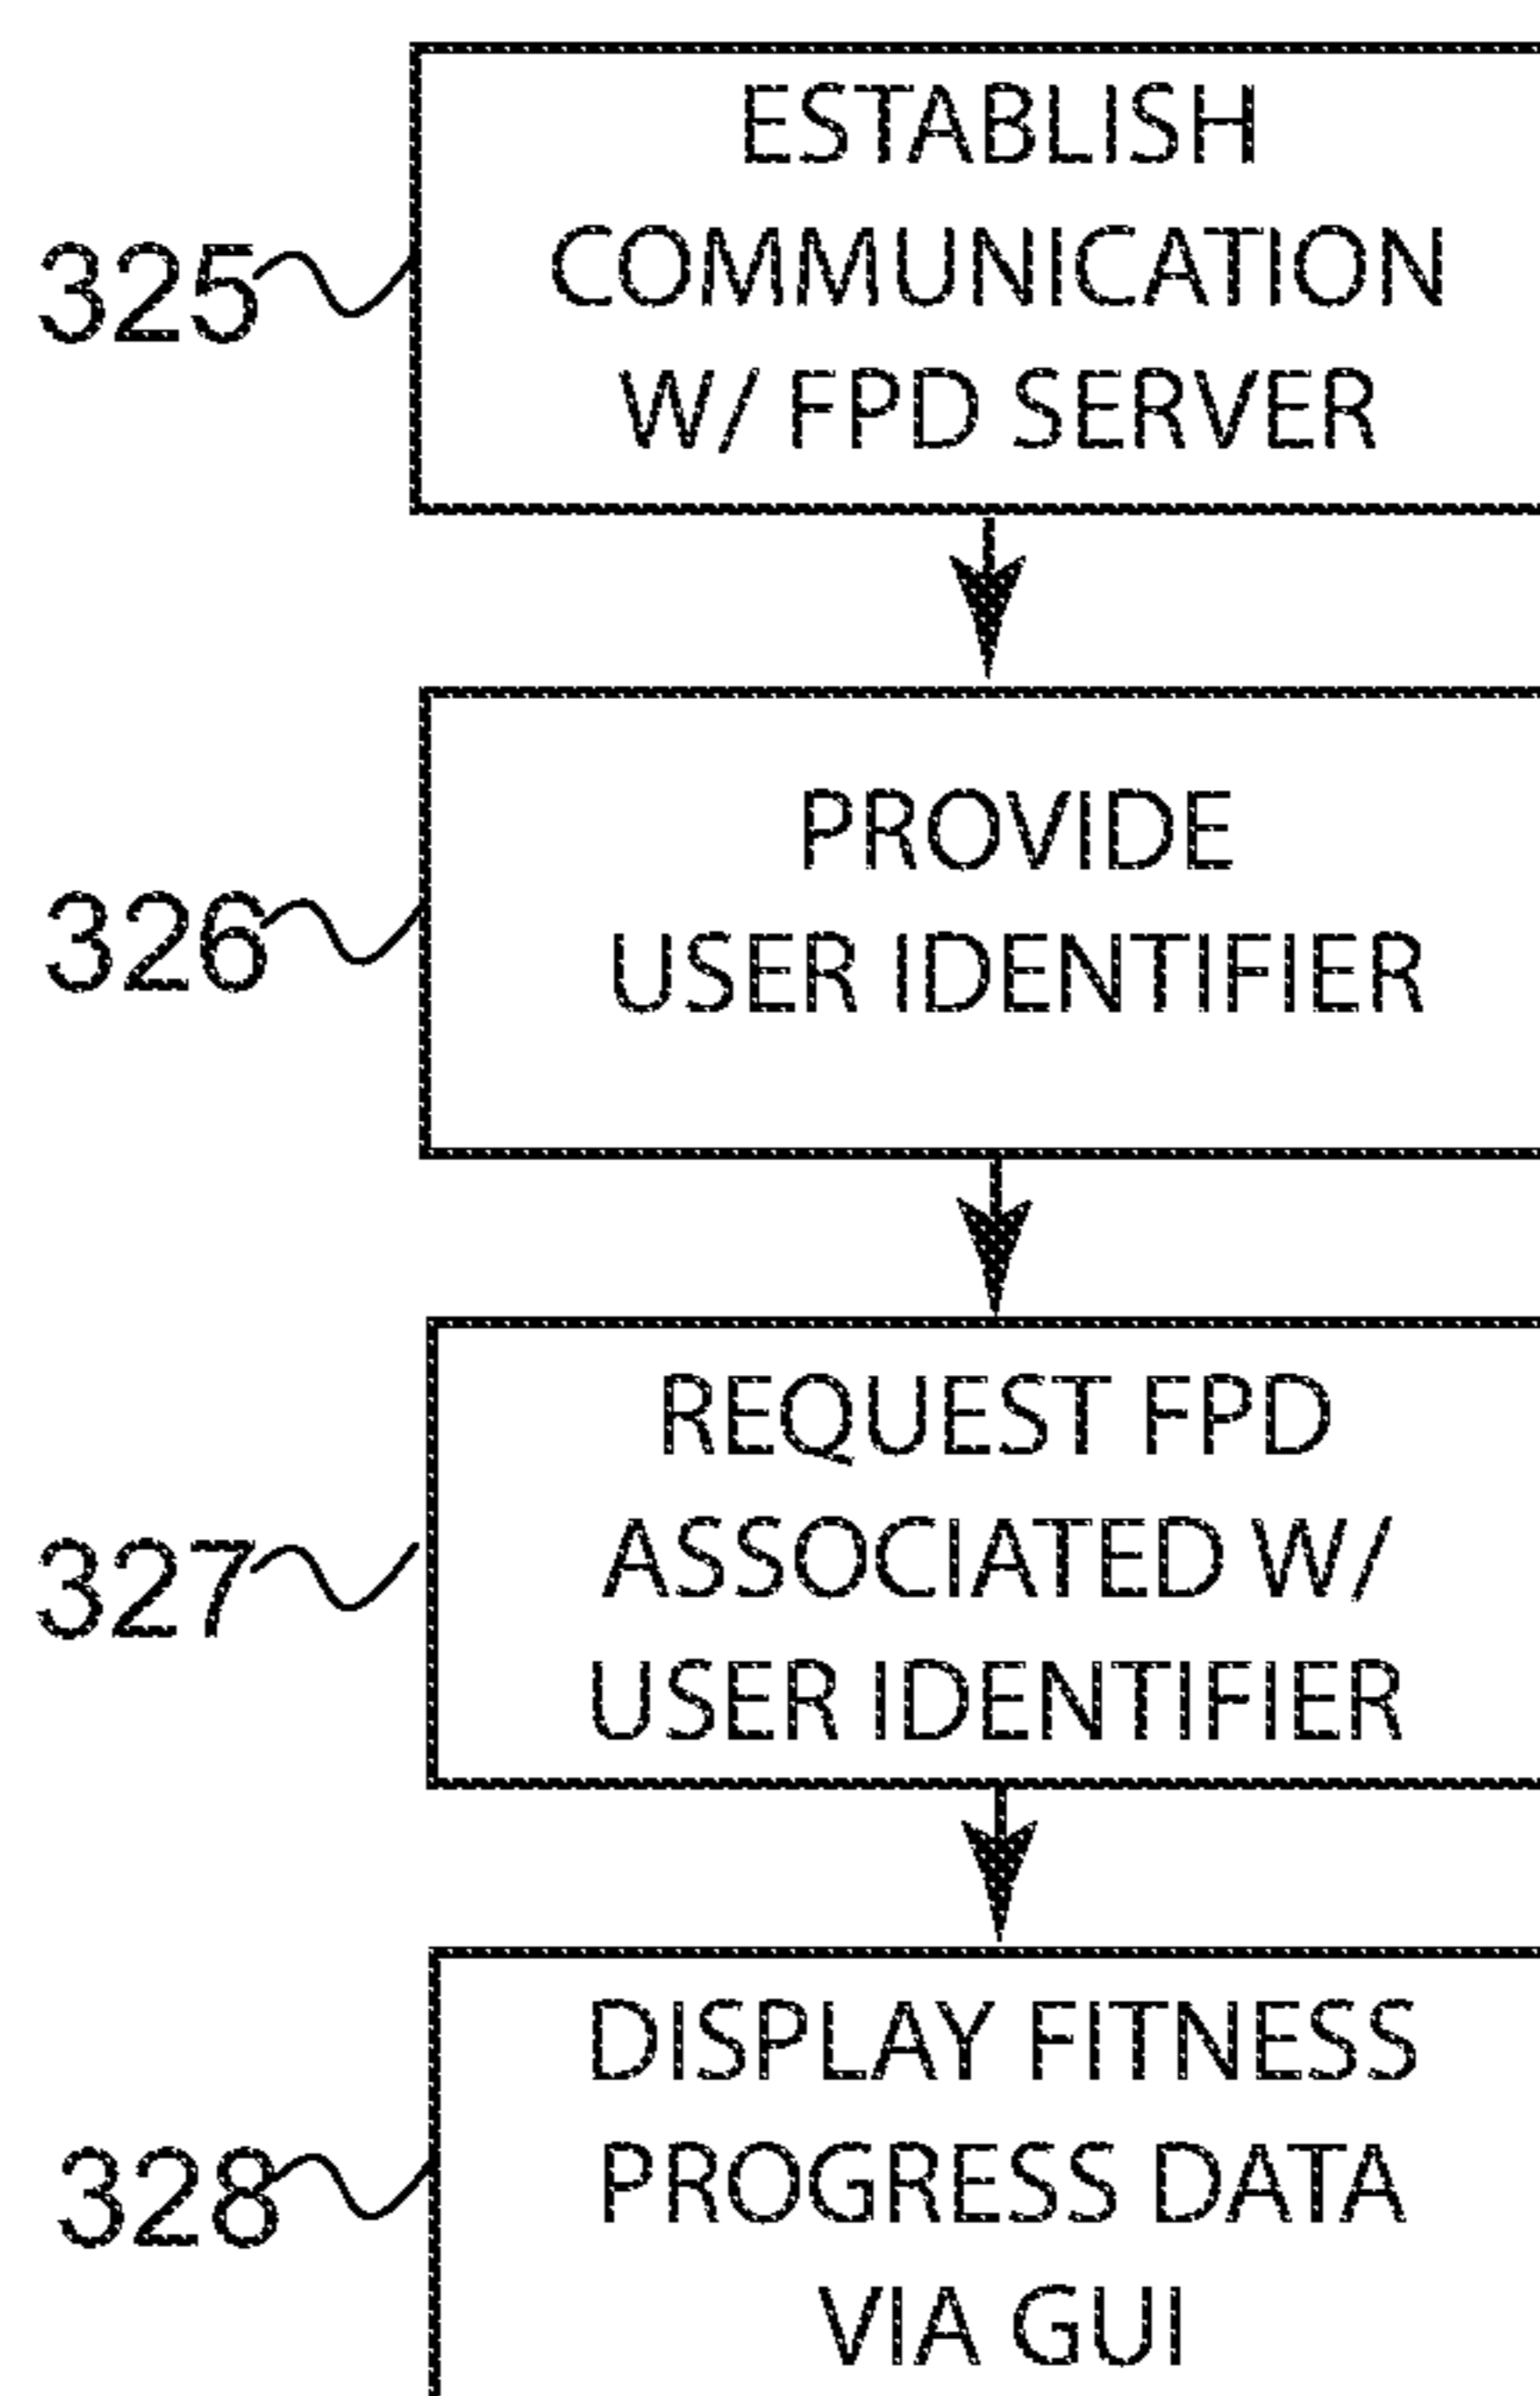 ESTABLISH
COMMUNICATION
325
W/ FPD SERVER
PROVIDE
326
USER IDENTIFIER
REQUEST FPD
327
ASSOCIATED W/
USER IDENTIFIER
DISPLAY FITNESS
328
PROGRESS DATA
VIA GUI